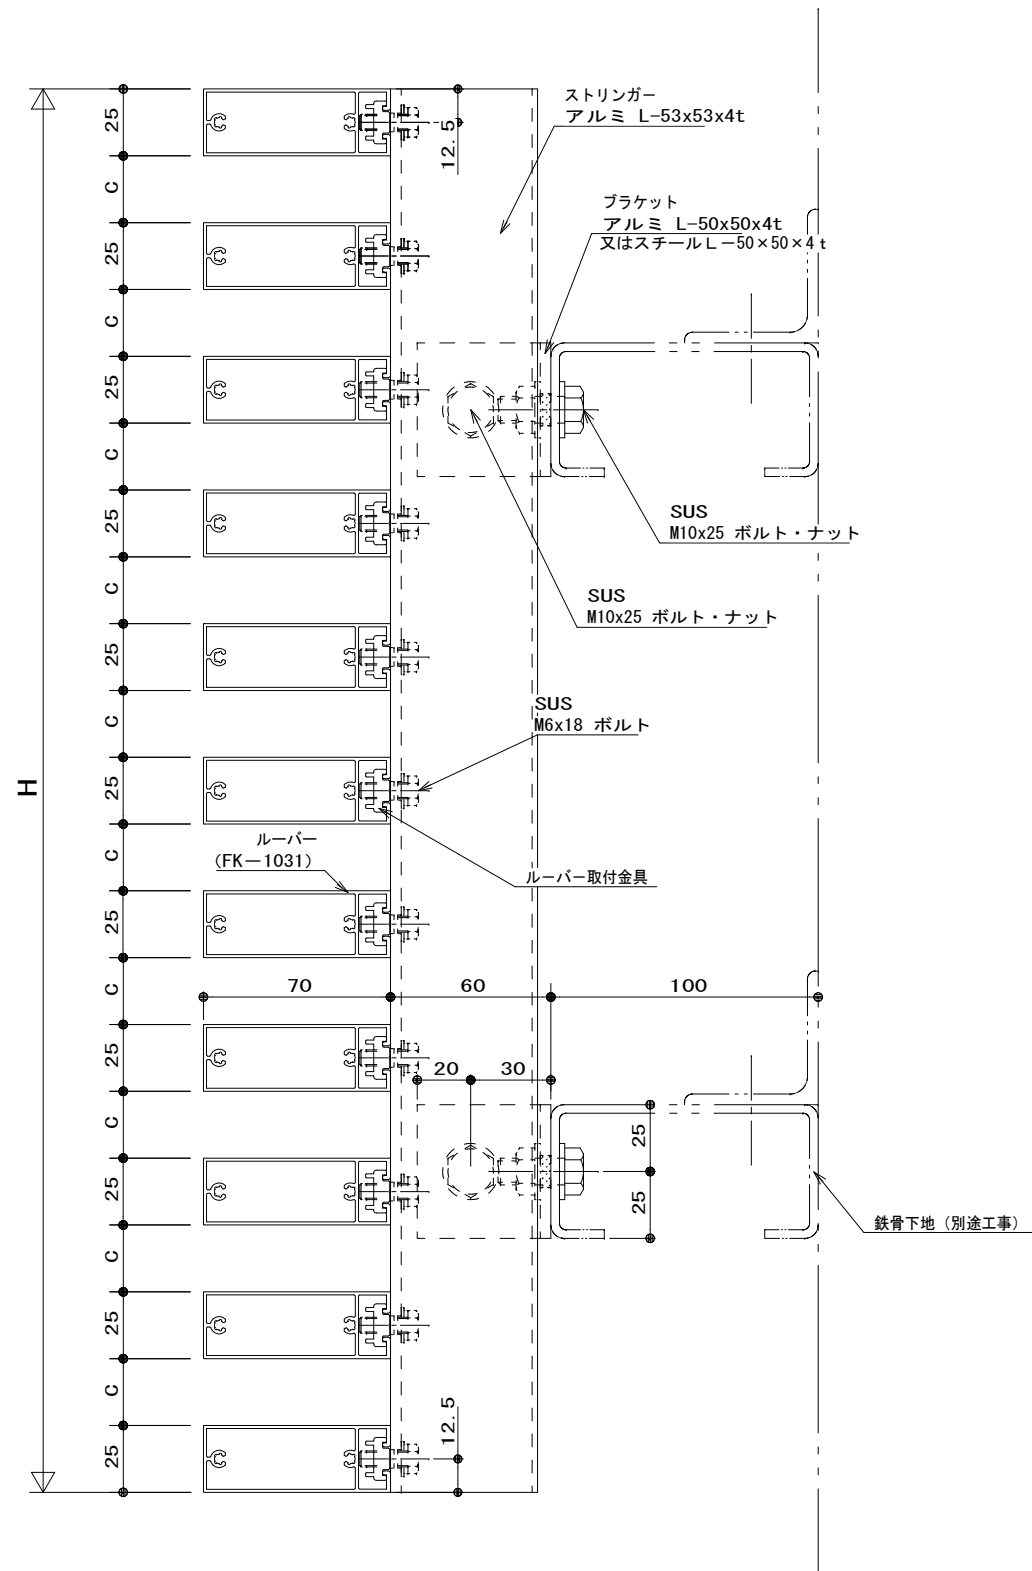 ストリンガー
アルミ L-53x53x4t
ブラケット
アルミ L-50x50x4t
又はスチールL-50×50×4t
25
C
25
C
25
C
25
C
25
C
25
C
25
C
25
C
25
C
25
C
25
H
12.5
SUS
M10x25 ボルト・ナット
SUS
M10x25 ボルト・ナット
SUS
M6x18 ボルト
ルーバー
(FK-1031)
ルーバー取付金具
70
60
100
20
30
25
25
鉄骨下地（別途工事）
12.5